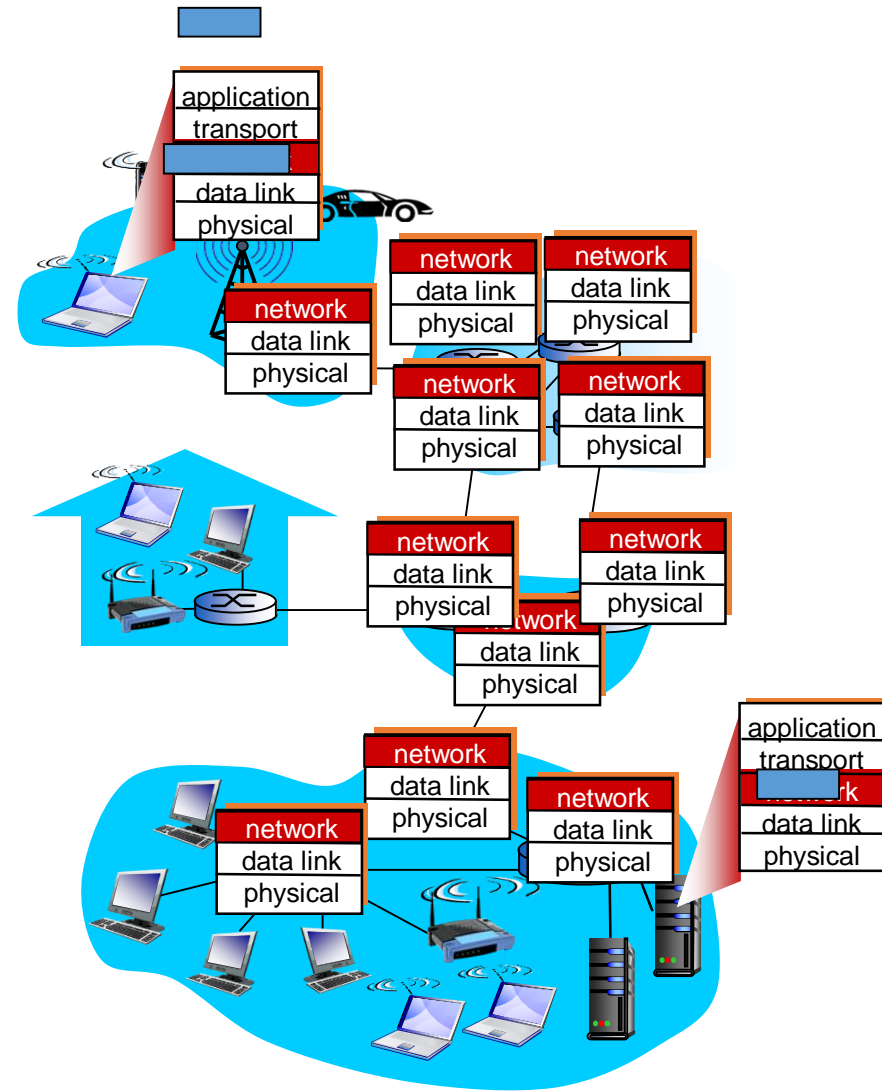 application
transport
data link
physical
network
data link
physical
network
data link
physical
network
data link
physical
network
data link
physical
network
data link
physical
network
data link
physical
network
data link
physical
network
data link
physical
application
transport
data link
physical
network
data link
physical
network
data link
physical
network
data link
physical